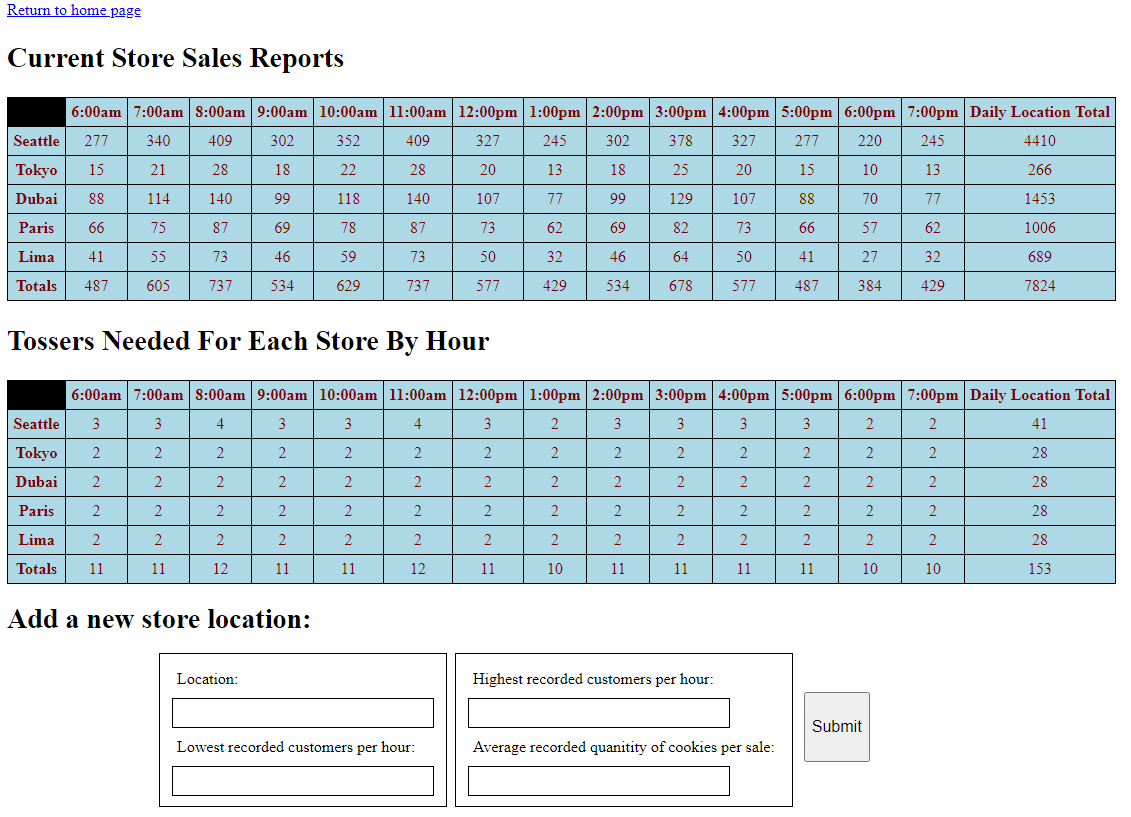 Return to home page
Current Store Sales Reports
6:00am 7:00am 8:00am 9:00am 10:00am 11:00am 12:00pm 1:00pm 2:00pm 3:00pm 4:00pm 5:00pm 6:00pm 7:00pm Daily Location Total
Seattle 277 340 409 302 352 409 327 245 302 378 327 277 220 245 4410
Tokyo 15 21 28 18 22 28 20 13 18 25 20 15 10 13 266
Dubai 88 114 140 99 118 140 107 77 99 129 107 88 70 77 1453
Paris 66 75 87 69 78 87 73 62 69 82 73 66 57 62 1006
Lima 41 55 73 46 59 73 50 32 46 64 50 41 27 32 689
Totals 487 605 737 534 629 737 577 429 534 678 577 487 384 429 7824
Tossers Needed For Each Store By Hour
6:00am 7:00am 8:00am 9:00am 10:00am 11:00am 12:00pm 1:00pm 2:00pm 3:00pm 4:00pm 5:00pm 6:00pm 7:00pm Daily Location Total
Seattle 3 3 4 3 3 4 3 2 3 3 3 3 2 2 41
Tokyo 2 2 2 2 2 2 2 2 2 2 2 2 2 2 28
Dubai 2 2 2 2 2 2 2 2 2 2 2 2 2 2 28
Paris 2 2 2 2 2 2 2 2 2 2 2 2 2 2 28
Lima 2 2 2 2 2 2 2 2 2 2 2 2 2 2 28
Totals 11 11 12 11 11 12 11 10 11 11 11 11 10 10 153
Add a new store location:
Location:
Lowest recorded customers per hour:
Highest recorded customers per hour:
Average recorded quanitity of cookies per sale:
Submit